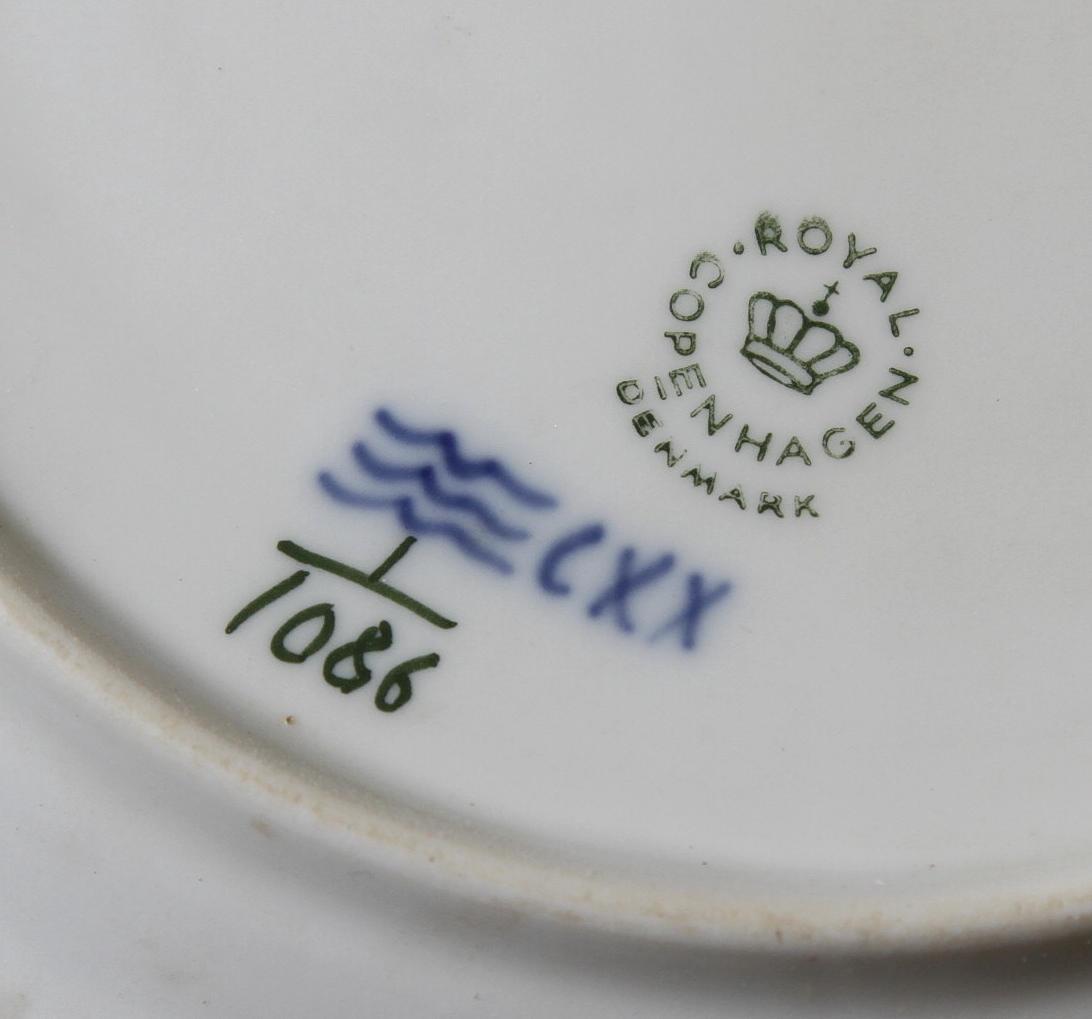 · ROYAL ·
COPENHAGEN
DENMARK
CXX
1
1086